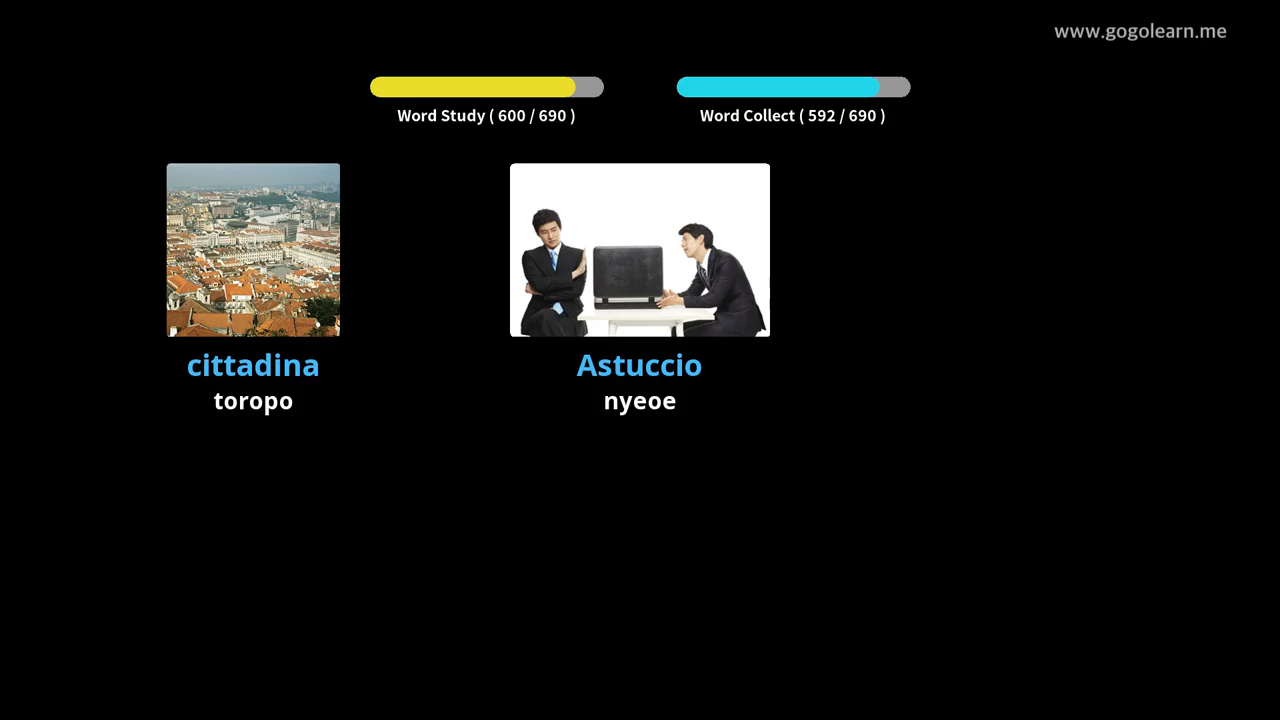 www.gogolearn.me
Word Study ( 600 / 690 )
Word Collect ( 592 / 690 )
cittadina
toropo
Astuccio
nyeoe